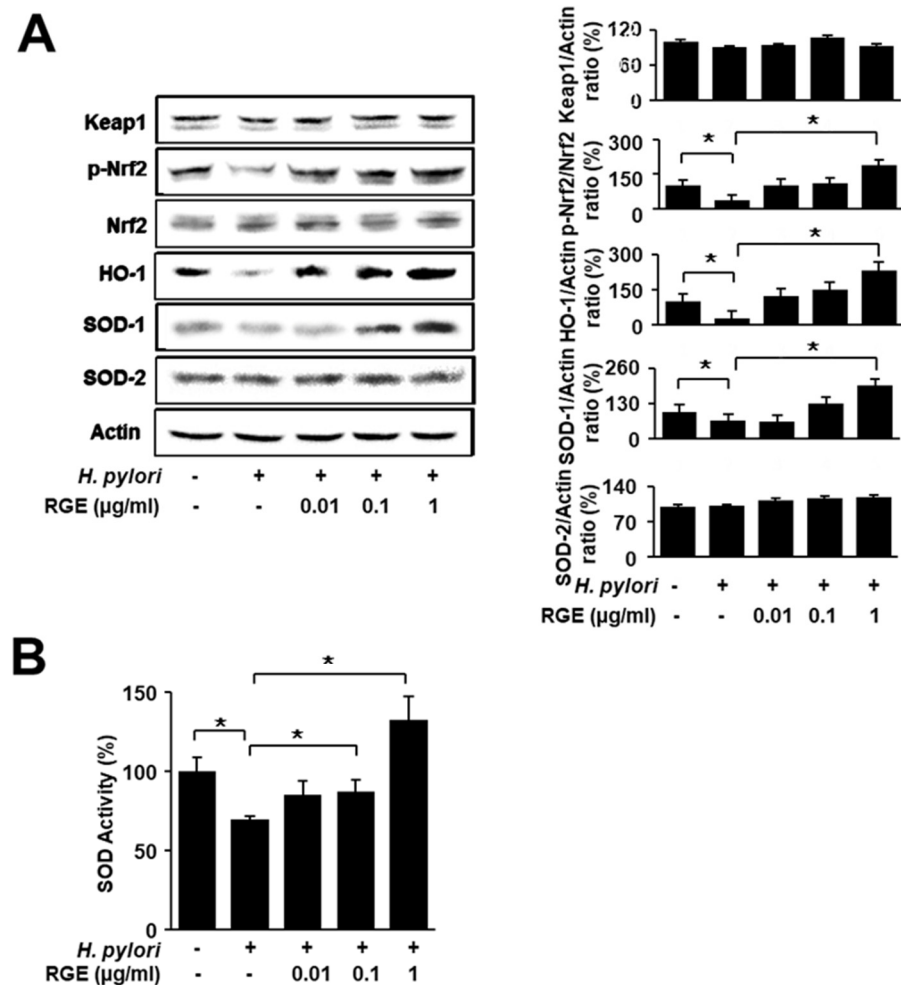 A
Keap1
p-Nrf2
Nrf2
HO-1
SOD-1
SOD-2
Actin
H. pylori - + + + +
RGE (µg/ml) - - 0.01 0.1 1
Keap1/Actin
ratio (%)
120
60
0
p-Nrf2/Nrf2
ratio (%)
300
150
0
* *
HO-1/Actin
ratio (%)
300
150
0
* *
SOD-1/Actin
ratio (%)
260
130
0
* *
SOD-2/Actin
ratio (%)
140
70
0
H. pylori - + + + +
RGE (µg/ml) - - 0.01 0.1 1
B
SOD Activity (%)
150
100
50
0
*
*
*
H. pylori - + + + +
RGE (µg/ml) - - 0.01 0.1 1